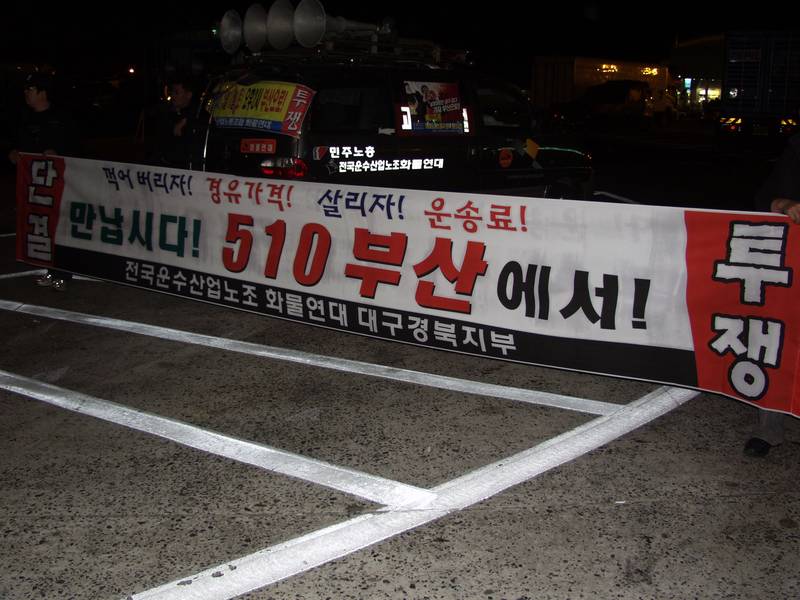 투쟁
민주노총
전국운수산업노조화물연대
단결
먹어 버리자! 경유가격! 살리자! 운송료!
만납시다! 510 부산에서!
전국운수산업노조 화물연대 대구경북지부
투쟁